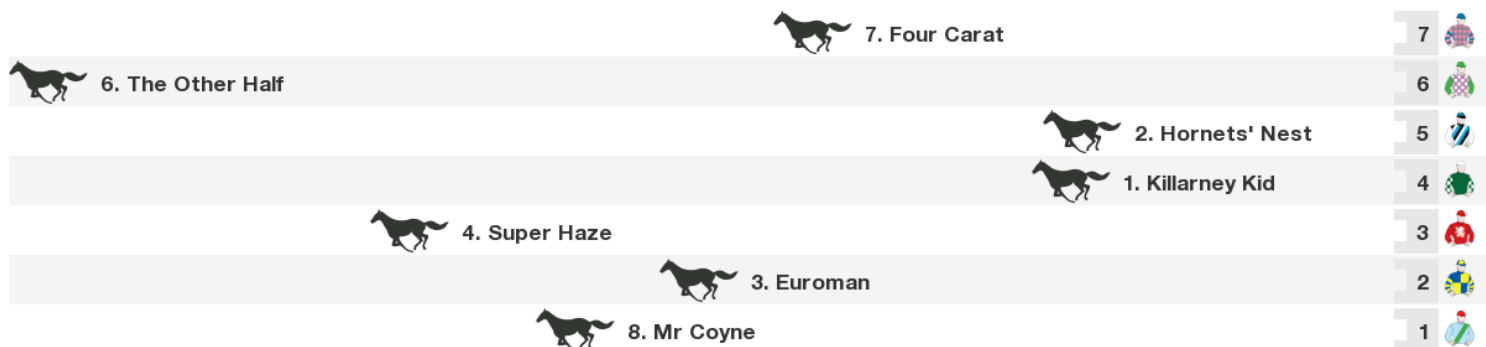 7. Four Carat 7
6. The Other Half 6
2. Hornets' Nest 5
1. Killarney Kid 4
4. Super Haze 3
3. Euroman 2
8. Mr Coyne 1